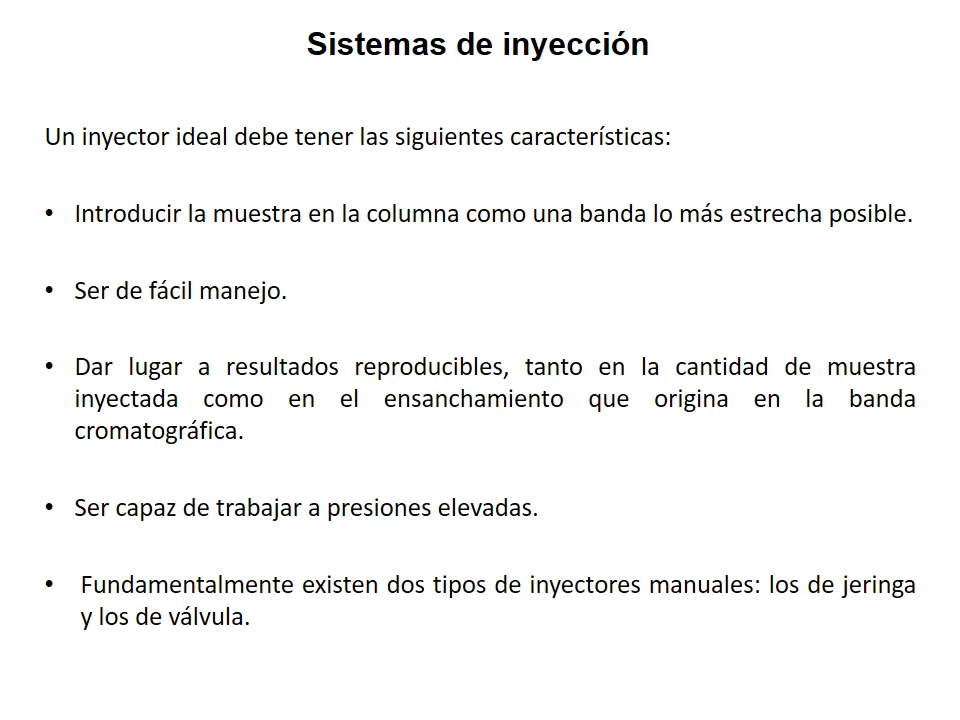 Sistemas de inyección
Un inyector ideal debe tener las siguientes características:
• Introducir la muestra en la columna como una banda lo más estrecha posible.
• Ser de fácil manejo.
• Dar lugar a resultados reproducibles, tanto en la cantidad de muestra
inyectada como en el ensanchamiento que origina en la banda
cromatográfica.
• Ser capaz de trabajar a presiones elevadas.
• Fundamentalmente existen dos tipos de inyectores manuales: los de jeringa
y los de válvula.